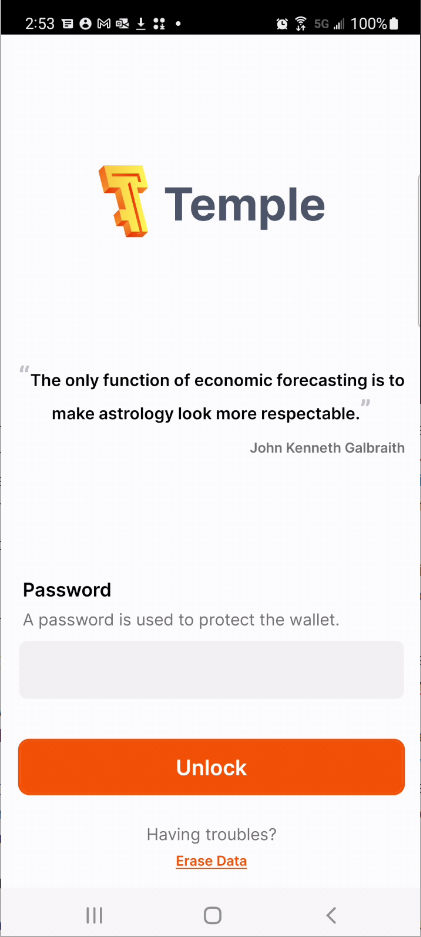 2:53 5G 100%
Temple
“The only function of economic forecasting is to
make astrology look more respectable.”
John Kenneth Galbraith
Password
A password is used to protect the wallet.
Unlock
Having troubles?
Erase Data